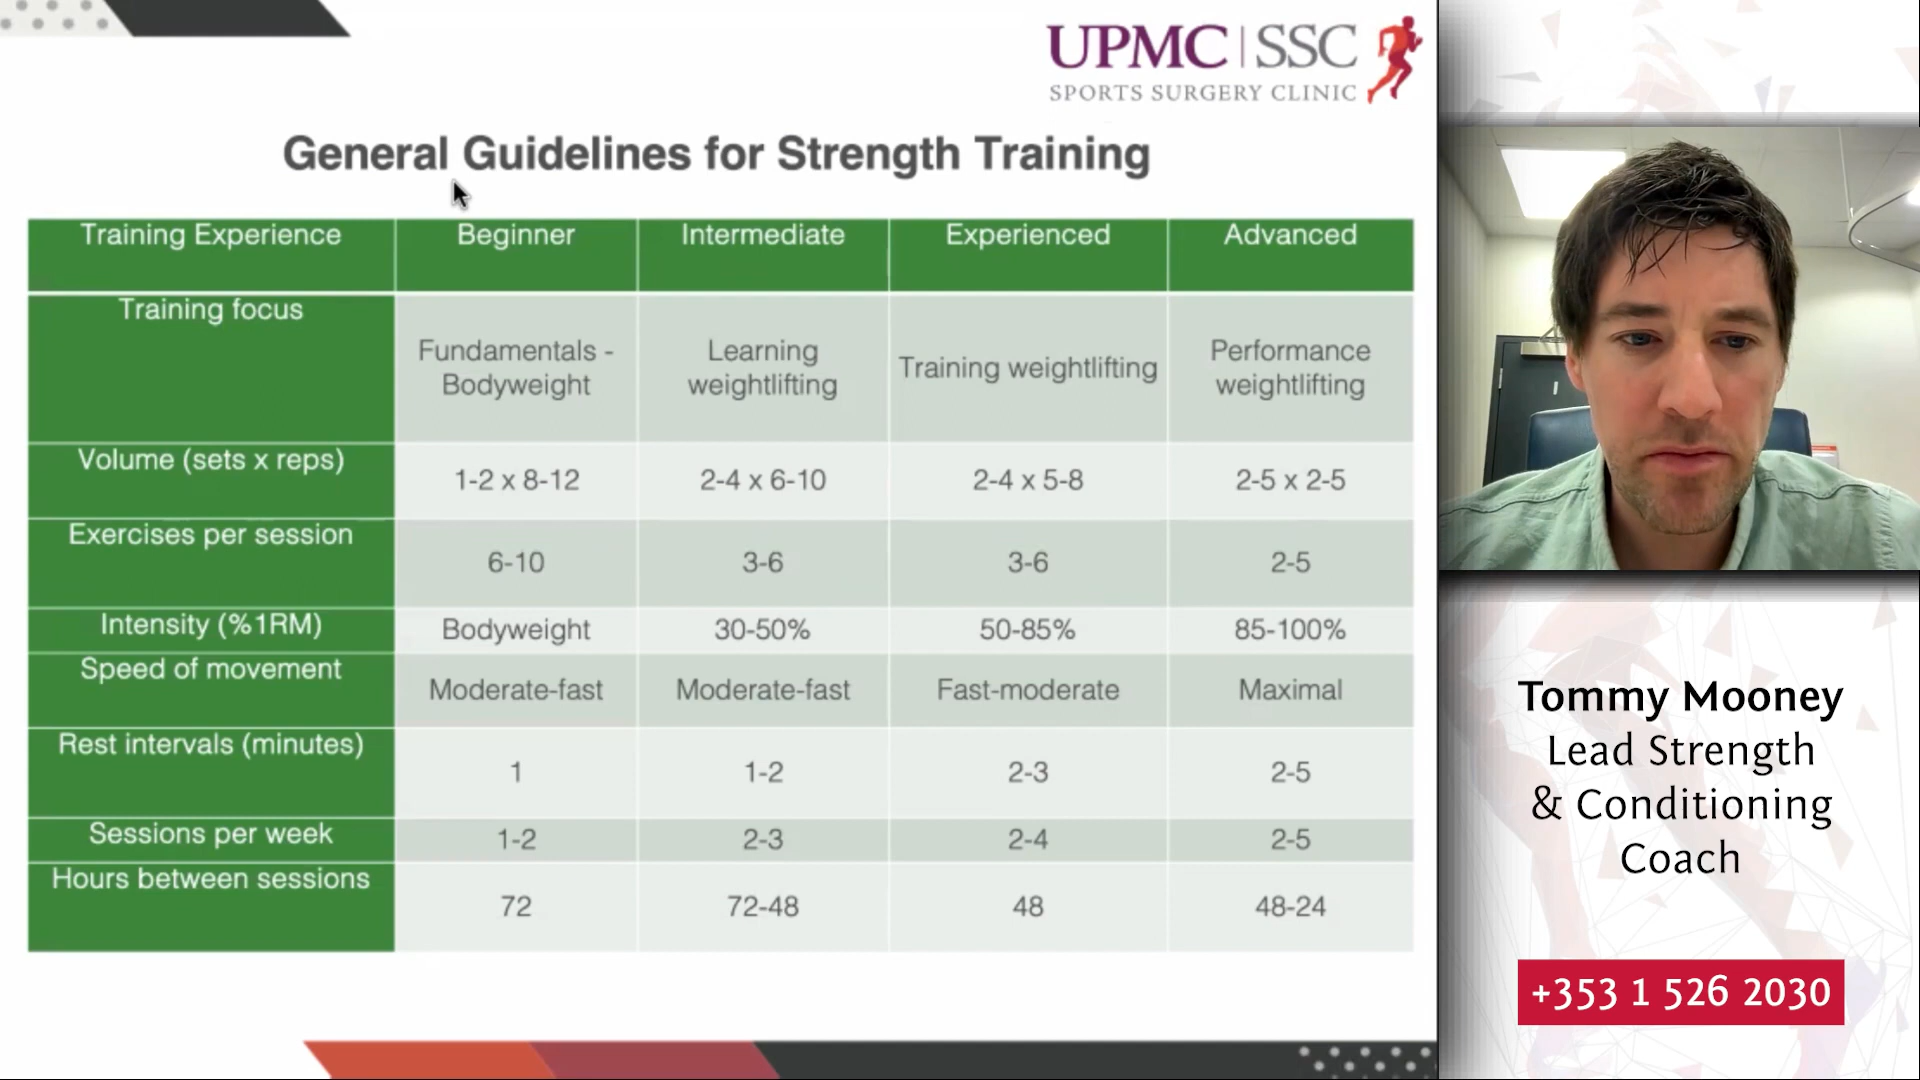 UPMC | SSC
SPORTS SURGERY CLINIC
General Guidelines for Strength Training
Training Experience Beginner Intermediate Experienced Advanced
Training focus
Fundamentals - Learning Training weightlifting Performance
Bodyweight weightlifting weightlifting
Volume (sets x reps) 1-2 x 8-12 2-4 x 6-10 2-4 x 5-8 2-5 x 2-5
Exercises per session 6-10 3-6 3-6 2-5
Intensity (%1RM) Bodyweight 30-50% 50-85% 85-100%
Speed of movement Moderate-fast Moderate-fast Fast-moderate Maximal
Rest intervals (minutes) 1 1-2 2-3 2-5
Sessions per week 1-2 2-3 2-4 2-5
Hours between sessions 72 72-48 48 48-24
Tommy Mooney
Lead Strength
& Conditioning
Coach
+353 1 526 2030